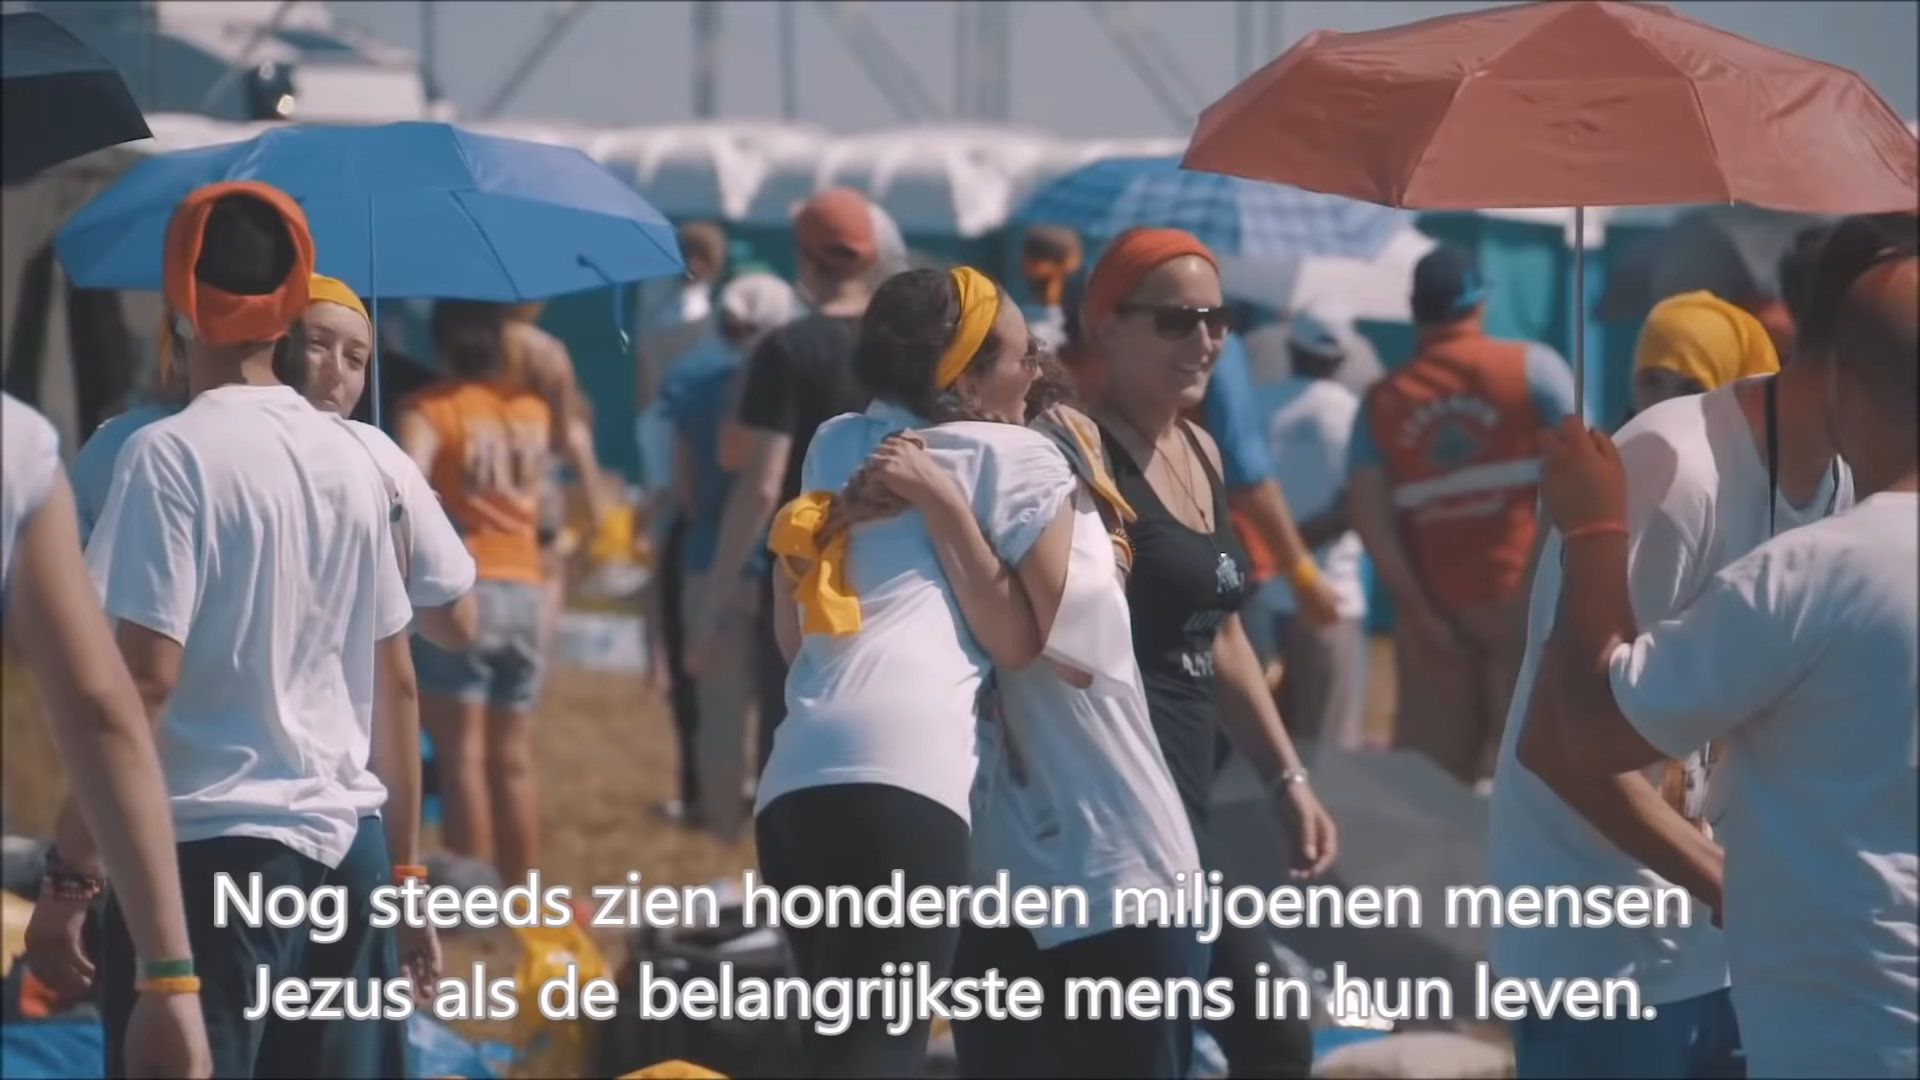 Nog steeds zien honderden miljoenen mensen
Jezus als de belangrijkste mens in hun leven.